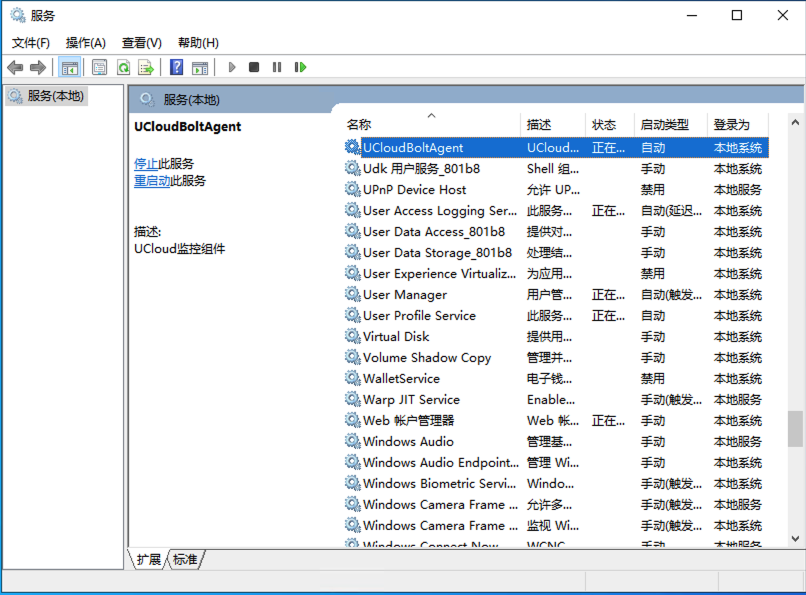 服务
文件(F) 操作(A) 查看(V) 帮助(H)
服务(本地)
服务(本地)
UCloudBoltAgent
停止此服务
重启动此服务
描述:
UCloud监控组件
名称 描述 状态 启动类型 登录为
UCloudBoltAgent UCloud... 正在... 自动 本地系统
Udk 用户服务_801b8 Shell 组... 手动 本地系统
UPnP Device Host 允许 UP... 禁用 本地服务
User Access Logging Ser... 此服务... 正在... 自动(延迟... 本地系统
User Data Access_801b8 提供对... 手动 本地系统
User Data Storage_801b8 处理结... 手动 本地系统
User Experience Virtualiz... 为应用... 禁用 本地系统
User Manager 用户管... 正在... 自动(触发... 本地系统
User Profile Service 此服务... 正在... 自动 本地系统
Virtual Disk 提供用... 手动 本地系统
Volume Shadow Copy 管理并... 手动 本地系统
WalletService 电子钱... 禁用 本地系统
Warp JIT Service Enable... 手动(触发... 本地服务
Web 帐户管理器 Web 帐... 正在... 手动 本地系统
Windows Audio 管理基... 手动 本地服务
Windows Audio Endpoint... 管理 Wi... 手动 本地系统
Windows Biometric Servi... Windo... 手动(触发... 本地系统
Windows Camera Frame ... 允许多... 手动(触发... 本地服务
Windows Camera Frame ... 监视 Wi... 手动(触发... 本地系统
Windows Connect Now WCNC 手动 本地服务
扩展 标准